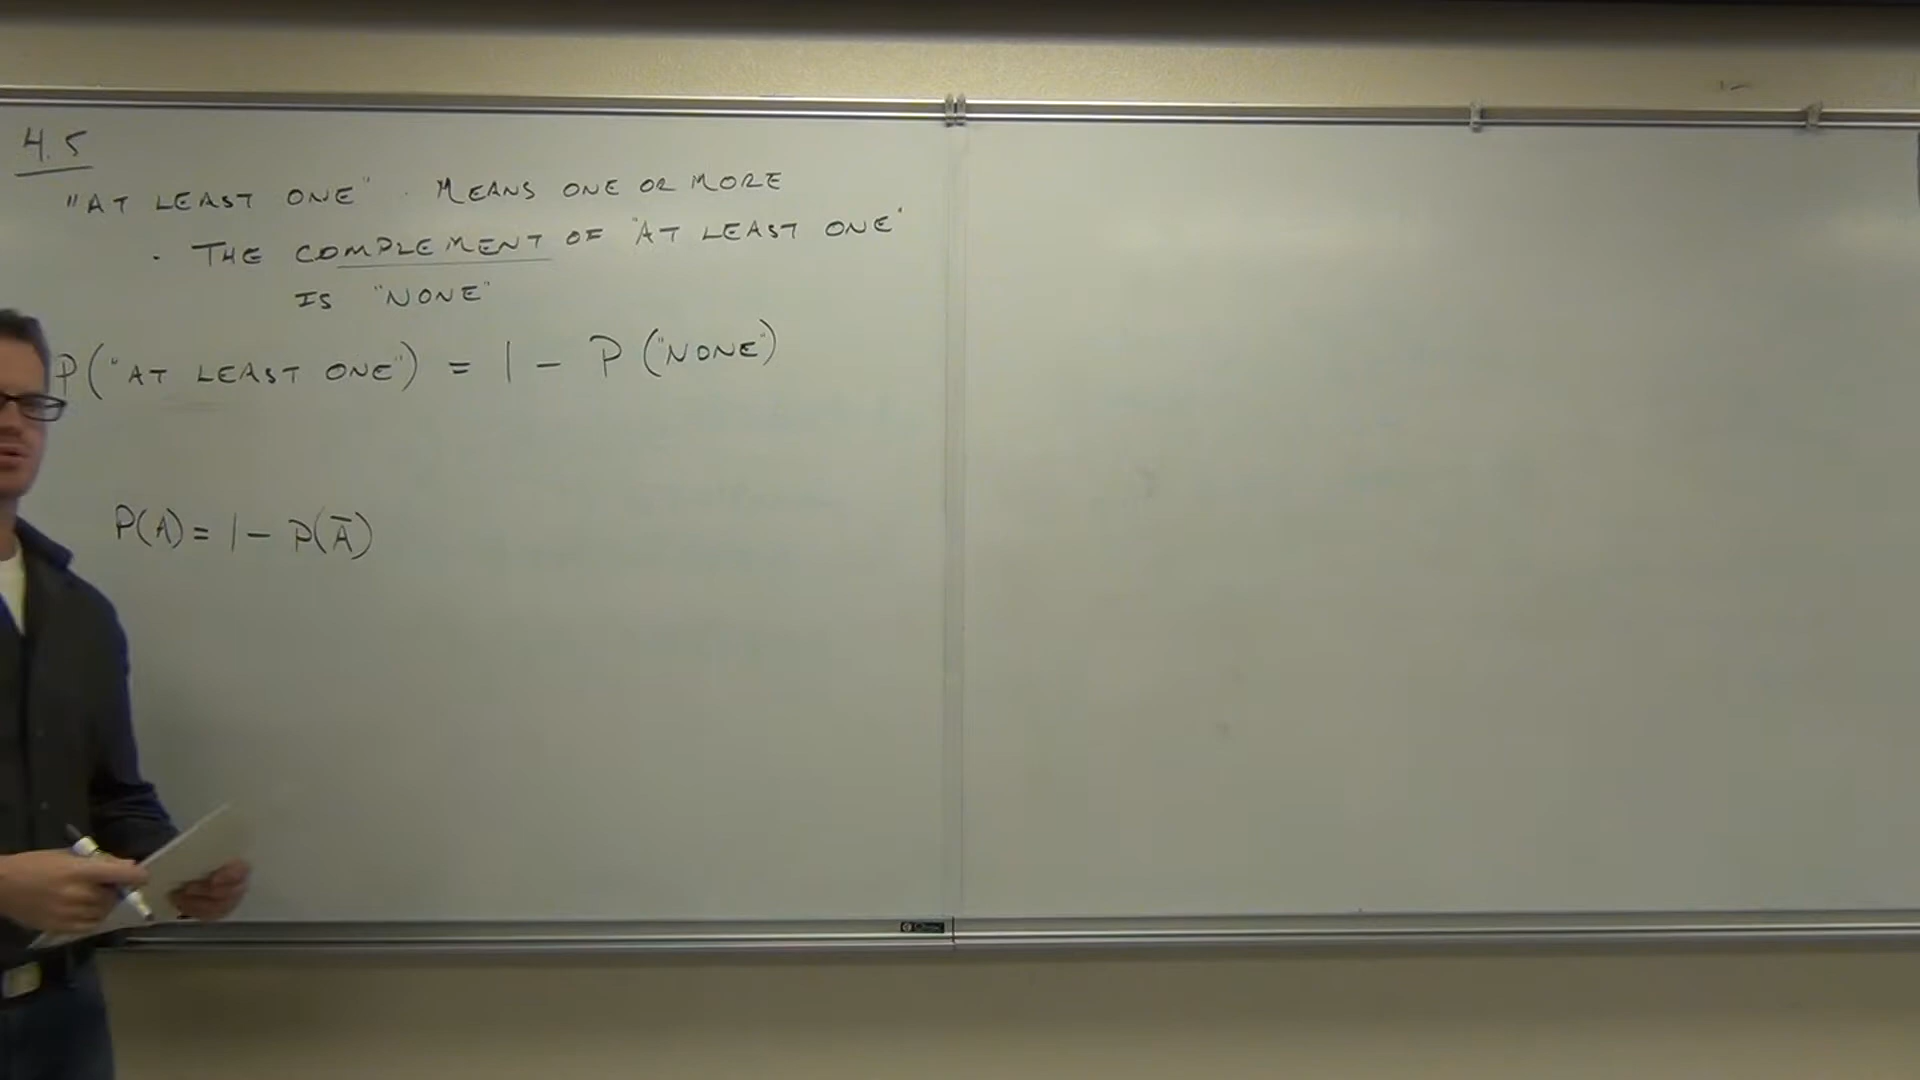 4.5
"AT LEAST ONE" · MEANS ONE OR MORE
· THE COMPLEMENT OF "AT LEAST ONE"
IS "NONE"
P("AT LEAST ONE") = 1 - P("NONE")
P(A) = 1 - P(Ā)